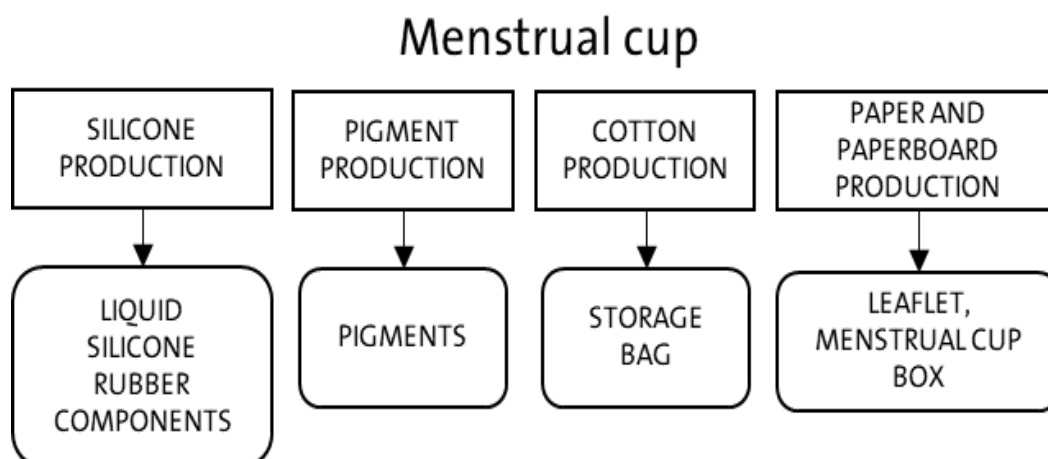 Menstrual cup
SILICONE
PRODUCTION
PIGMENT
PRODUCTION
COTTON
PRODUCTION
PAPER AND
PAPERBOARD
PRODUCTION
LIQUID
SILICONE
RUBBER
COMPONENTS
PIGMENTS
STORAGE
BAG
LEAFLET,
MENSTRUAL CUP
BOX